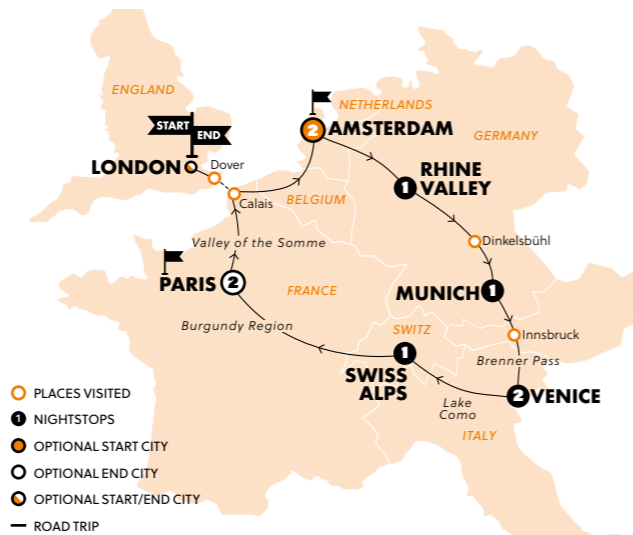 ENGLAND
START
END
LONDON
Dover
Calais
NETHERLANDS
2
AMSTERDAM
GERMANY
1
RHINE
VALLEY
BELGIUM
Dinkelsbühl
Valley of the Somme
PARIS
2
FRANCE
Burgundy Region
MUNICH
1
Innsbruck
Brenner Pass
SWITZ
1
SWISS
ALPS
Lake
Como
2
VENICE
ITALY
PLACES VISITED
1 NIGHTSTOPS
OPTIONAL START CITY
OPTIONAL END CITY
OPTIONAL START/END CITY
ROAD TRIP